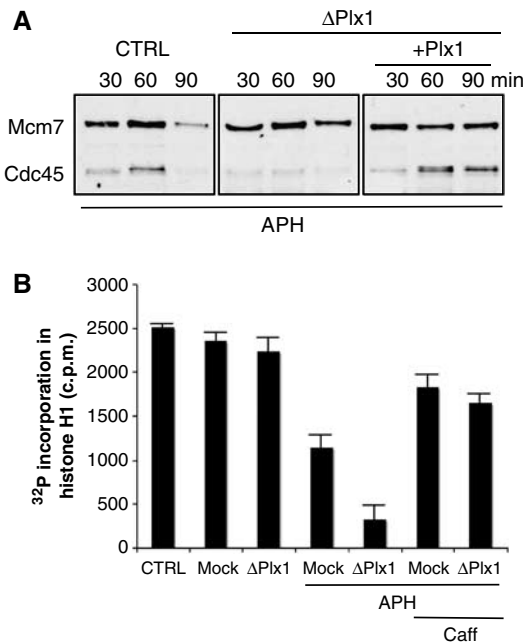 A
ΔPlx1
CTRL
+Plx1
30 60 90 30 60 90 30 60 90 min
Mcm7
Cdc45
APH
B
³²P incorporation in
histone H1 (c.p.m.)
3000
2500
2000
1500
1000
500
0
CTRL Mock ΔPlx1 Mock ΔPlx1 Mock ΔPlx1
APH
Caff